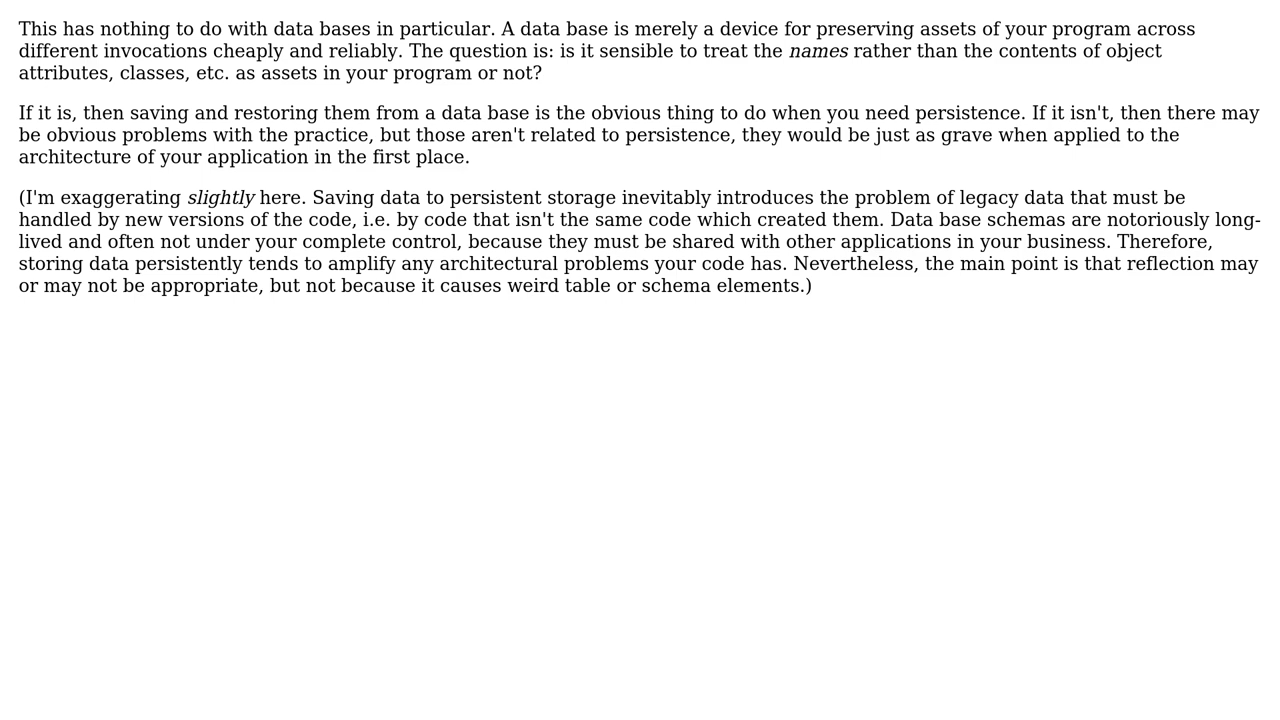 This has nothing to do with data bases in particular. A data base is merely a device for preserving assets of your program across
different invocations cheaply and reliably. The question is: is it sensible to treat the names rather than the contents of object
attributes, classes, etc. as assets in your program or not?
If it is, then saving and restoring them from a data base is the obvious thing to do when you need persistence. If it isn't, then there may
be obvious problems with the practice, but those aren't related to persistence, they would be just as grave when applied to the
architecture of your application in the first place.
(I'm exaggerating slightly here. Saving data to persistent storage inevitably introduces the problem of legacy data that must be
handled by new versions of the code, i.e. by code that isn't the same code which created them. Data base schemas are notoriously long-
lived and often not under your complete control, because they must be shared with other applications in your business. Therefore,
storing data persistently tends to amplify any architectural problems your code has. Nevertheless, the main point is that reflection may
or may not be appropriate, but not because it causes weird table or schema elements.)